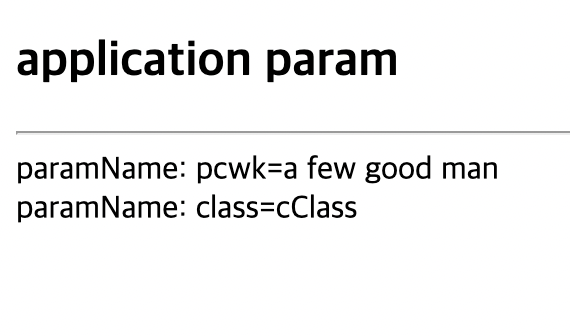 application param
paramName: pcwk=a few good man
paramName: class=cClass